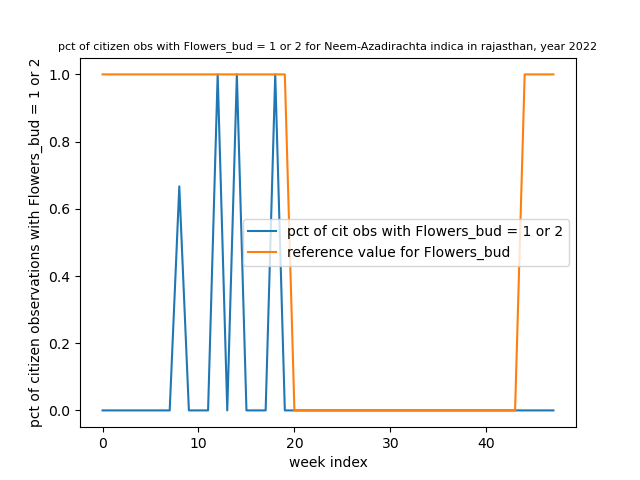 pct of citizen obs with Flowers_bud = 1 or 2 for Neem-Azadirachta indica in rajasthan, year 2022
pct of citizen observations with Flowers_bud = 1 or 2
1.0
0.8
0.6
0.4
0.2
0.0
pct of cit obs with Flowers_bud = 1 or 2
reference value for Flowers_bud
0 10 20 30 40
week index